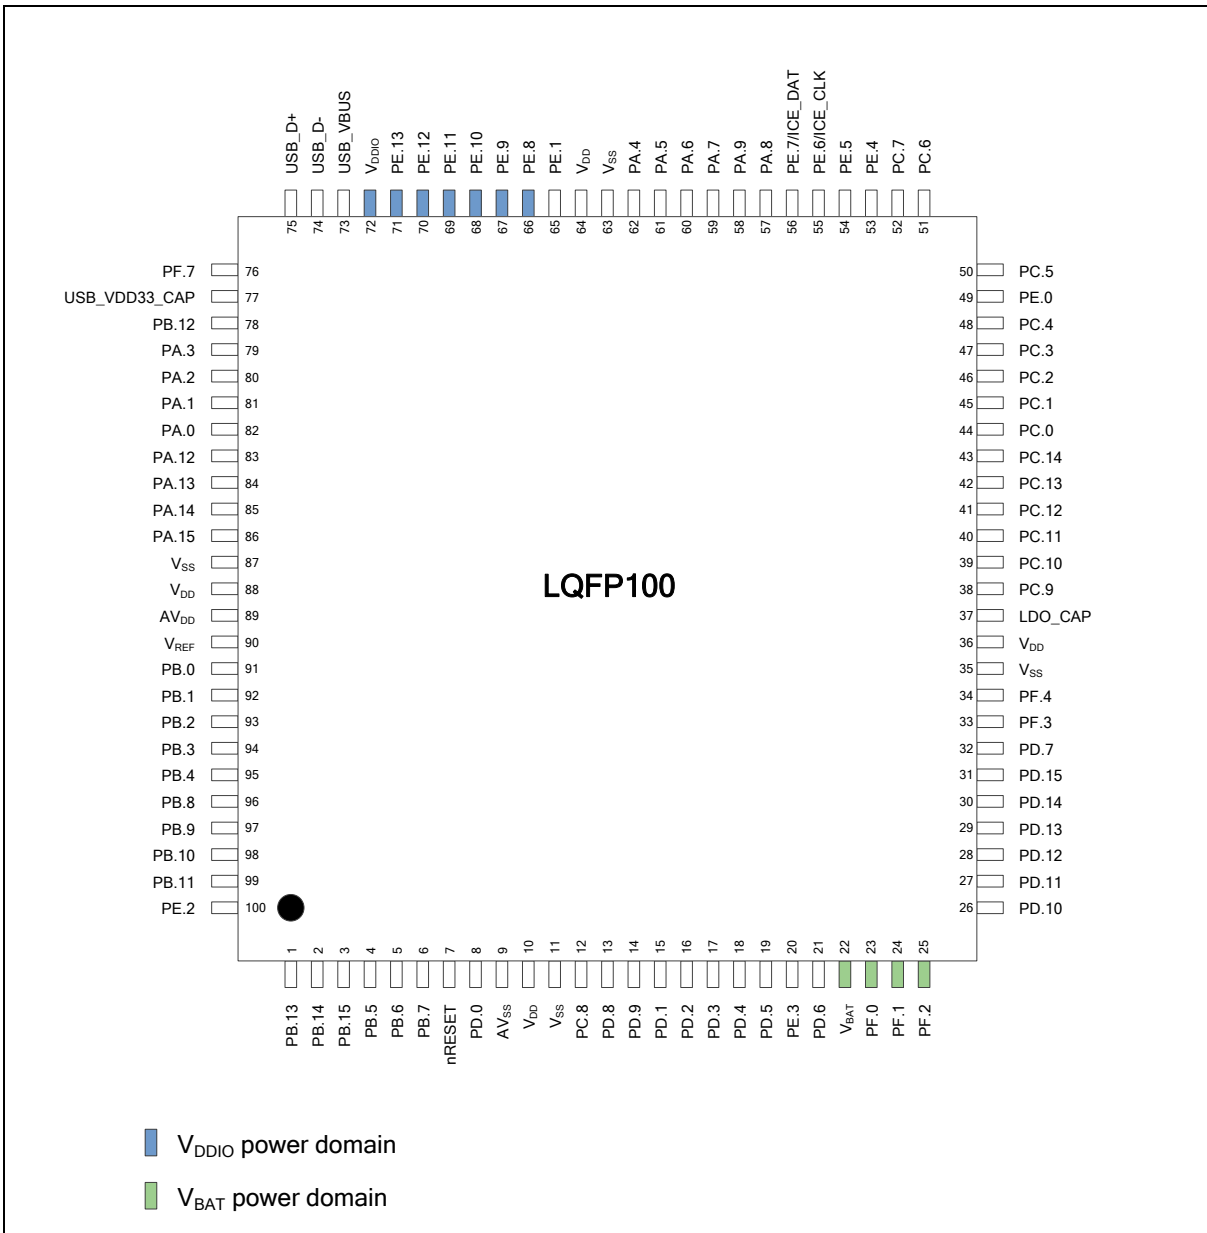 USB_D+
USB_D-
USB_VBUS
VDDIO
PE.13
PE.12
PE.11
PE.10
PE.9
PE.8
PE.1
VDD
VSS
PA.4
PA.5
PA.6
PA.7
PA.9
PA.8
PE.7/ICE_DAT
PE.6/ICE_CLK
PE.5
PE.4
PC.7
PC.6
75
74
73
72
71
70
69
68
67
66
65
64
63
62
61
60
59
58
57
56
55
54
53
52
51
PF.7 76
USB_VDD33_CAP 77
PB.12 78
PA.3 79
PA.2 80
PA.1 81
PA.0 82
PA.12 83
PA.13 84
PA.14 85
PA.15 86
VSS 87
VDD 88
AVDD 89
VREF 90
PB.0 91
PB.1 92
PB.2 93
PB.3 94
PB.4 95
PB.8 96
PB.9 97
PB.10 98
PB.11 99
PE.2 100
LQFP100
50 PC.5
49 PE.0
48 PC.4
47 PC.3
46 PC.2
45 PC.1
44 PC.0
43 PC.14
42 PC.13
41 PC.12
40 PC.11
39 PC.10
38 PC.9
37 LDO_CAP
36 VDD
35 VSS
34 PF.4
33 PF.3
32 PD.7
31 PD.15
30 PD.14
29 PD.13
28 PD.12
27 PD.11
26 PD.10
1
2
3
4
5
6
7
8
9
10
11
12
13
14
15
16
17
18
19
20
21
22
23
24
25
PB.13
PB.14
PB.15
PB.5
PB.6
PB.7
nRESET
PD.0
AVSS
VDD
VSS
PC.8
PD.8
PD.9
PD.1
PD.2
PD.3
PD.4
PD.5
PE.3
PD.6
VBAT
PF.0
PF.1
PF.2
VDDIO power domain
VBAT power domain